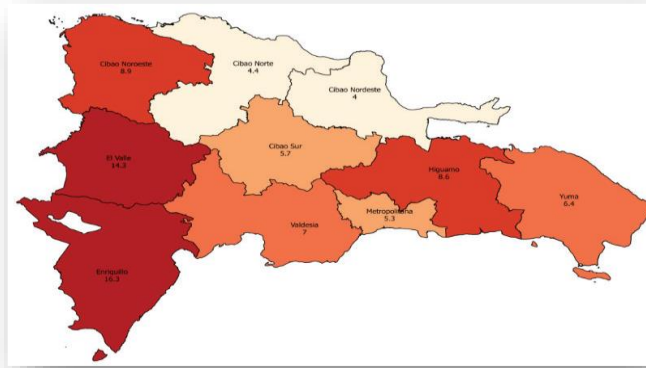 Cibao Noroeste
8.9
Cibao Norte
4.4
Cibao Nordeste
4
El Valle
14.3
Cibao Sur
5.7
Higuamo
8.6
Yuma
6.4
Metropolitana
5.3
Valdesia
7
Enriquillo
16.3